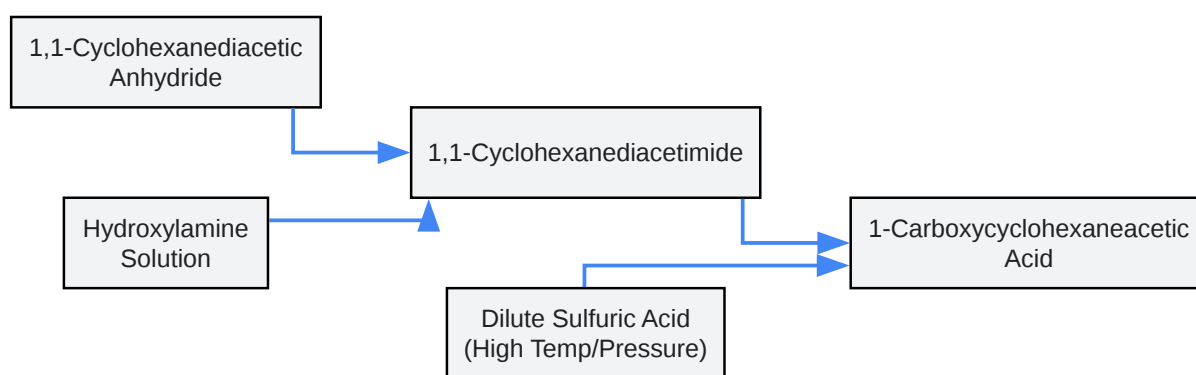 1,1-Cyclohexanediacetic
Anhydride
1,1-Cyclohexanediacetimide
Hydroxylamine
Solution
1-Carboxycyclohexaneacetic
Acid
Dilute Sulfuric Acid
(High Temp/Pressure)